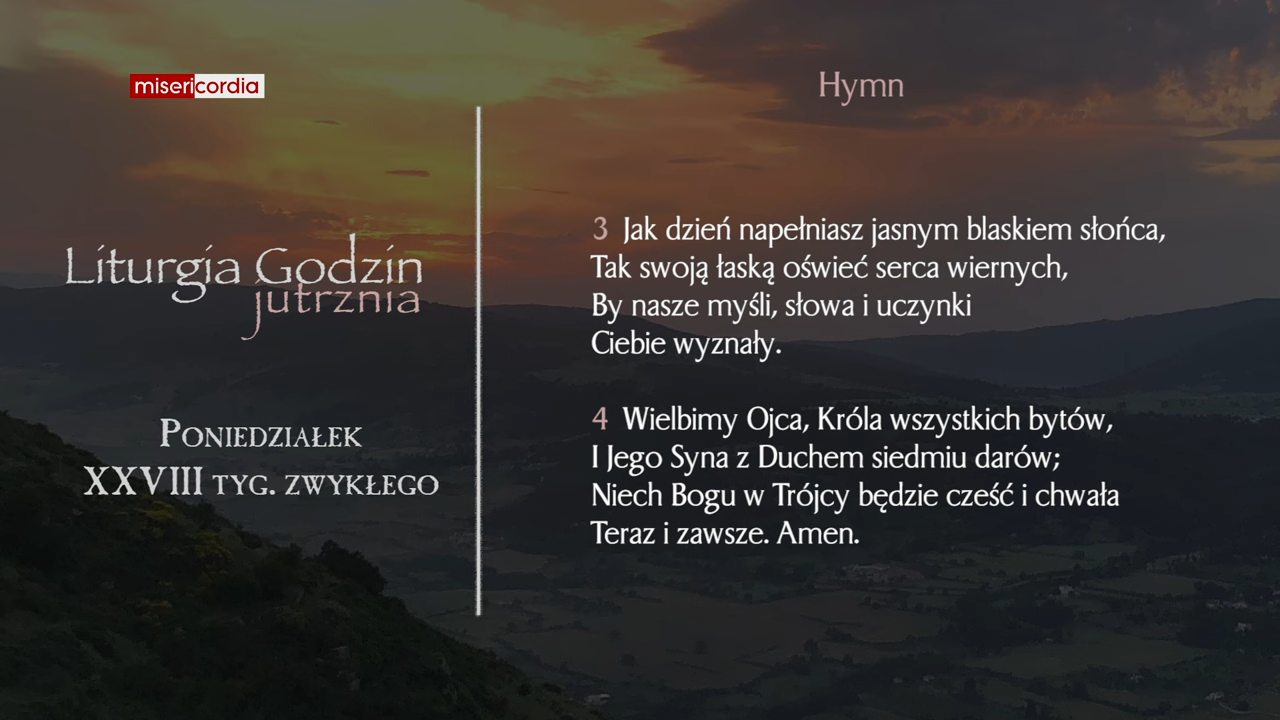 misericordia
Liturgia Godzin
jutrznia
Poniedziałek
XXVIII tyg. zwykłego
Hymn
3 Jak dzień napełniasz jasnym blaskiem słońca,
Tak swoją łaską oświeć serca wiernych,
By nasze myśli, słowa i uczynki
Ciebie wyznały.
4 Wielbimy Ojca, Króla wszystkich bytów,
I Jego Syna z Duchem siedmiu darów;
Niech Bogu w Trójcy będzie cześć i chwała
Teraz i zawsze. Amen.